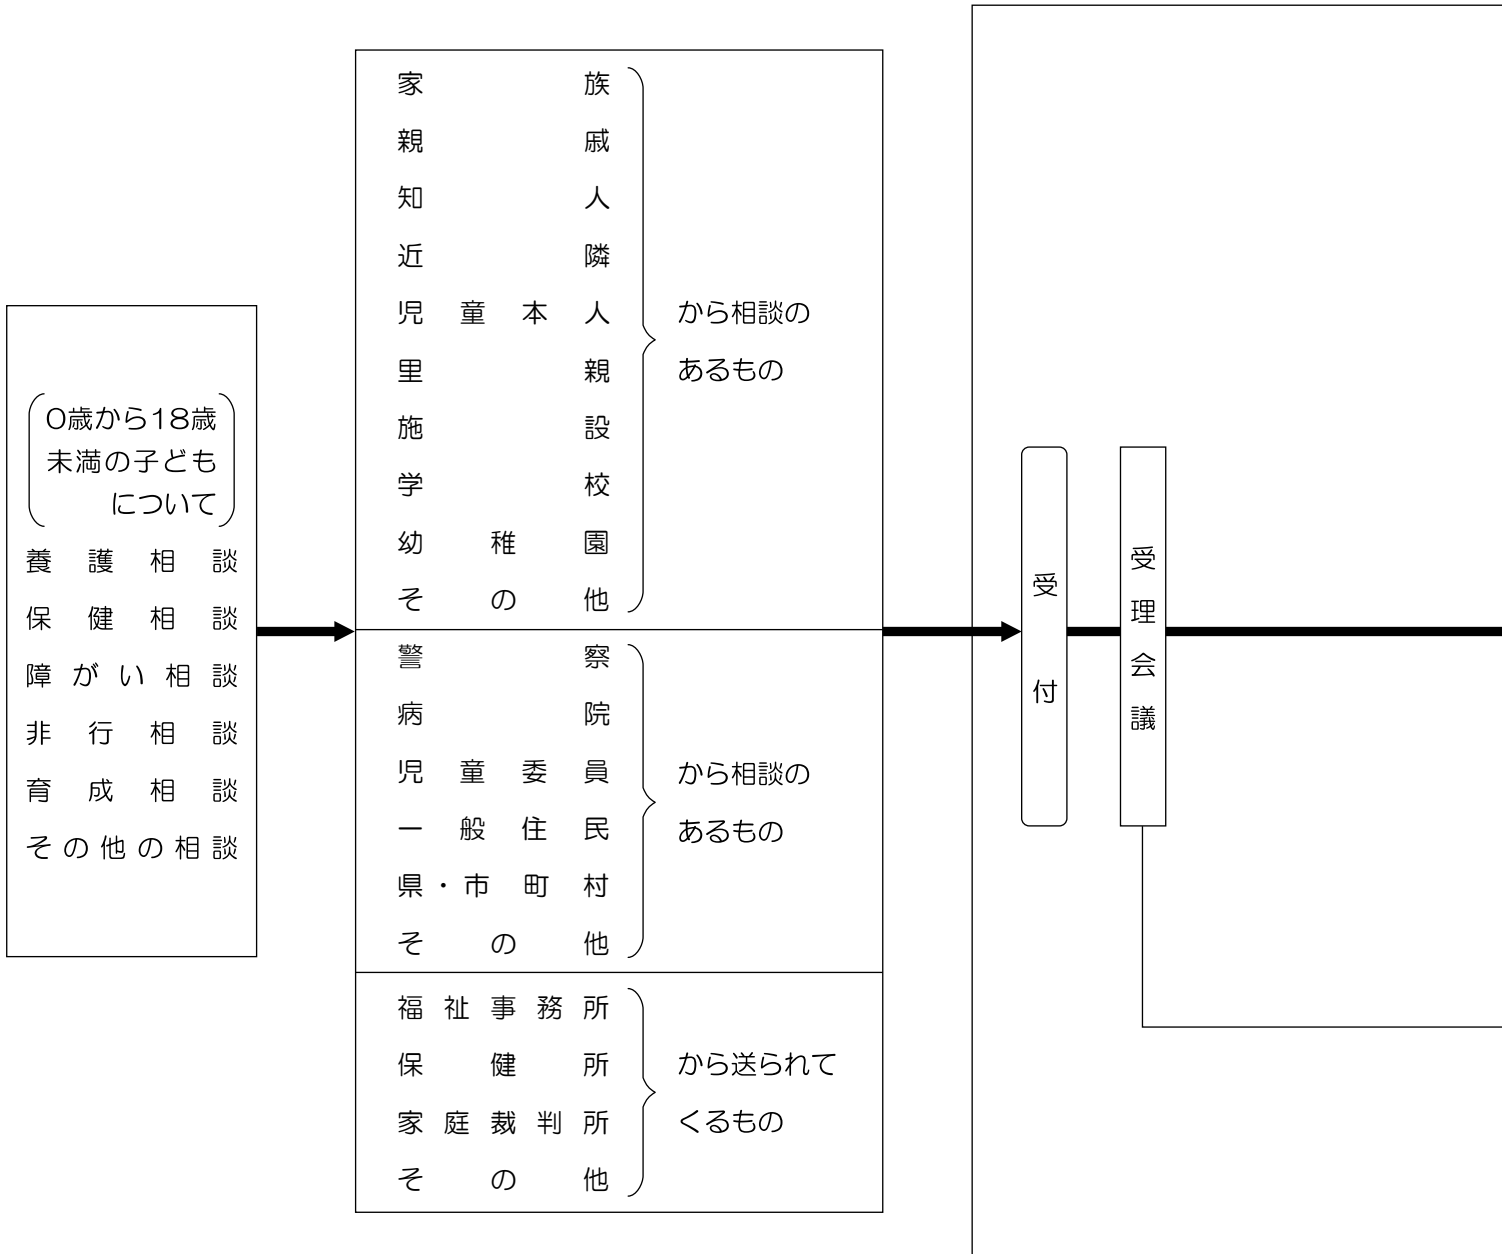 0歳から18歳
未満の子ども
について
養護相談
保健相談
障がい相談
非行相談
育成相談
その他の相談
家族
親戚
知人
近隣
児童本人
里親
施設
学校
幼稚園
その他
から相談の
あるもの
警察
病院
児童委員
一般住民
県・市町村
その他
から相談の
あるもの
福祉事務所
保健所
家庭裁判所
その他
から送られて
くるもの
受付
受理会議